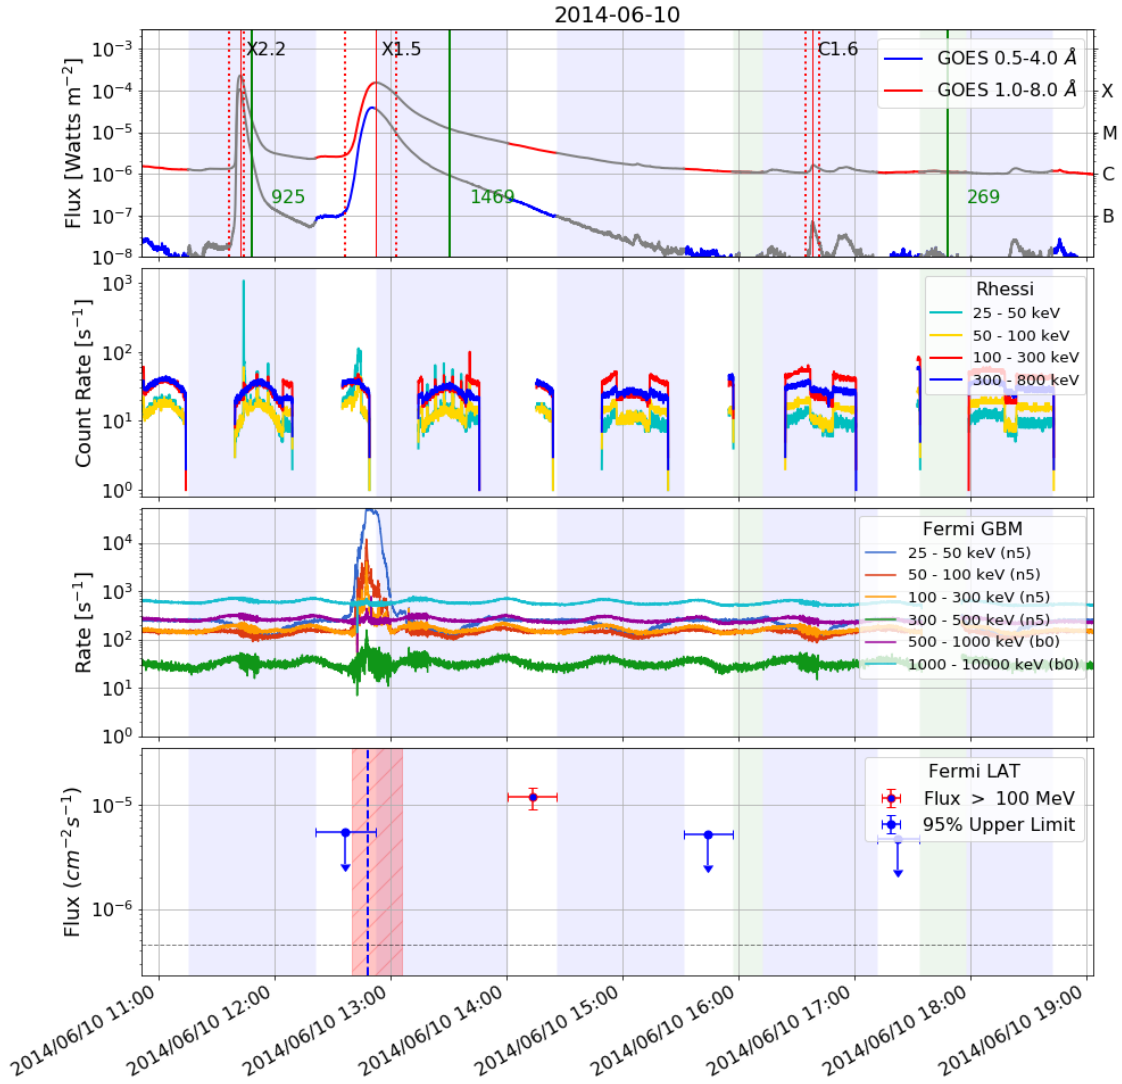 2014-06-10
Flux [Watts m⁻²]
10⁻³
10⁻⁴
10⁻⁵
10⁻⁶
10⁻⁷
10⁻⁸
X2.2
X1.5
C1.6
925
1469
269
GOES 0.5-4.0 Å
GOES 1.0-8.0 Å
X
M
C
B
Count Rate [s⁻¹]
10³
10²
10¹
10⁰
Rhessi
25 - 50 keV
50 - 100 keV
100 - 300 keV
300 - 800 keV
Rate [s⁻¹]
10⁴
10³
10²
10¹
10⁰
Fermi GBM
25 - 50 keV (n5)
50 - 100 keV (n5)
100 - 300 keV (n5)
300 - 500 keV (n5)
500 - 1000 keV (b0)
1000 - 10000 keV (b0)
Flux (cm⁻²s⁻¹)
10⁻⁵
10⁻⁶
Fermi LAT
Flux > 100 MeV
95% Upper Limit
2014/06/10 11:00
2014/06/10 12:00
2014/06/10 13:00
2014/06/10 14:00
2014/06/10 15:00
2014/06/10 16:00
2014/06/10 17:00
2014/06/10 18:00
2014/06/10 19:00